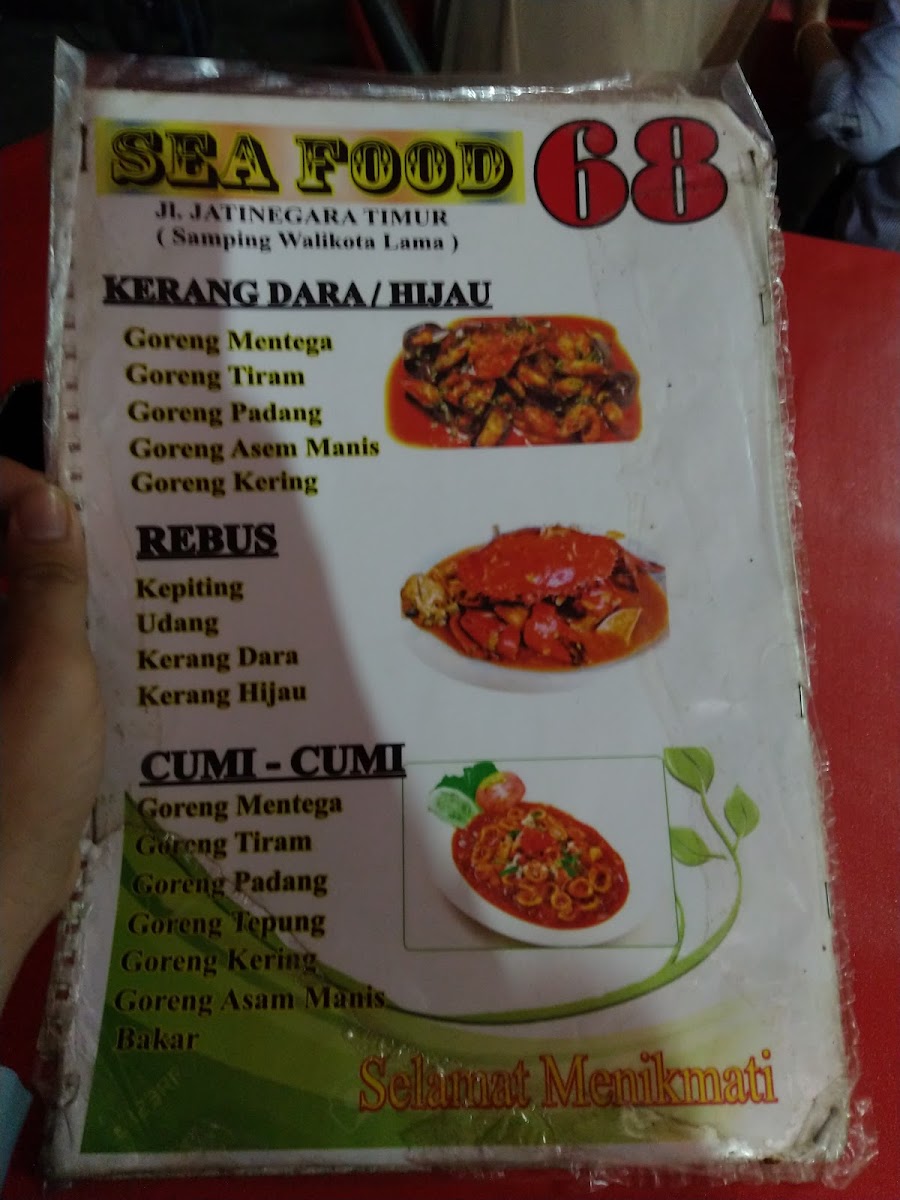 SEA FOOD 68
Jl. JATINEGARA TIMUR
( Samping Walikota Lama )
KERANG DARA / HIJAU
Goreng Mentega
Goreng Tiram
Goreng Padang
Goreng Asem Manis
Goreng Kering
REBUS
Kepiting
Udang
Kerang Dara
Kerang Hijau
CUMI - CUMI
Goreng Mentega
Goreng Tiram
Goreng Padang
Goreng Tepung
Goreng Kering
Goreng Asam Manis
Bakar
Selamat Menikmati
123RF